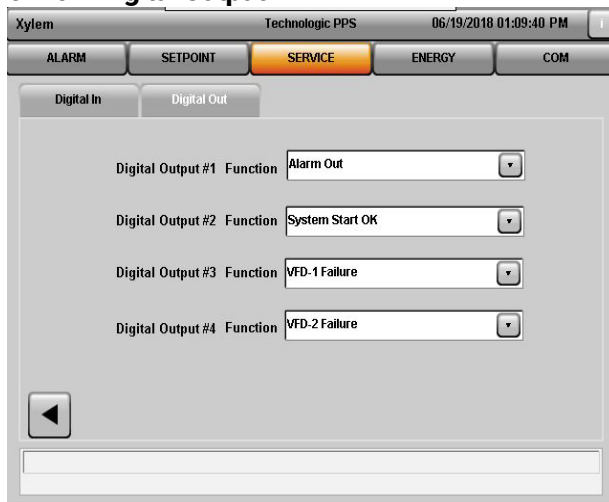 Xylem Technologic PPS 06/19/2018 01:09:40 PM
ALARM SETPOINT SERVICE ENERGY COM
Digital In Digital Out
Digital Output #1 Function Alarm Out
Digital Output #2 Function System Start OK
Digital Output #3 Function VFD-1 Failure
Digital Output #4 Function VFD-2 Failure